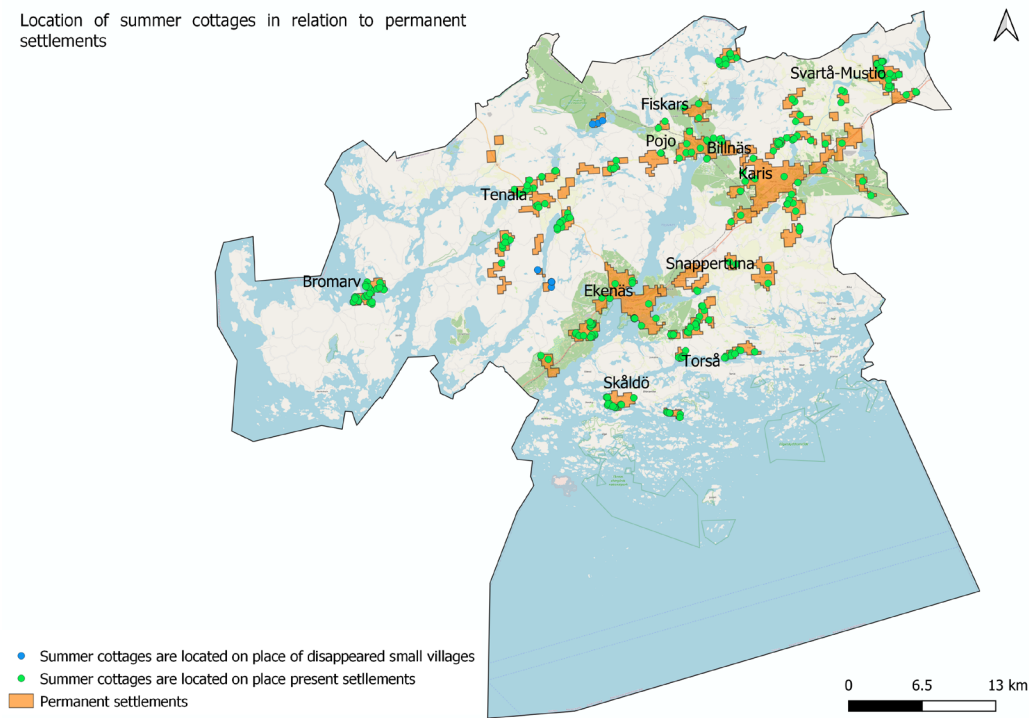 Location of summer cottages in relation to permanent
settlements
Svartå-Mustio
Fiskars
Pojo
Billnäs
Karis
Tenala
Snappertuna
Bromarv
Ekenäs
Torså
Skåldö
Summer cottages are located on place of disappeared small villages
Summer cottages are located on place present setllements
Permanent settlements
0 6.5 13 km